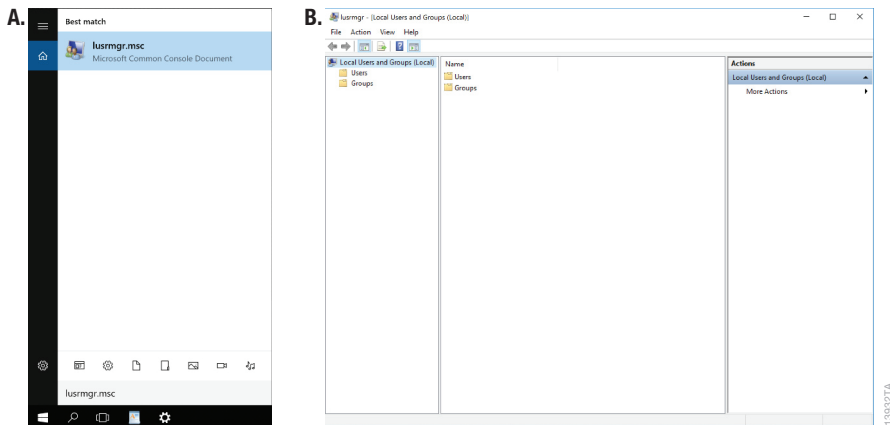 A.
Best match
lusrmgr.msc
Microsoft Common Console Document
lusrmgr.msc
B.
lusrmgr - [Local Users and Groups (Local)]
File Action View Help
Local Users and Groups (Local)
Users
Groups
Name
Users
Groups
Actions
Local Users and Groups (Local)
More Actions
13932TA